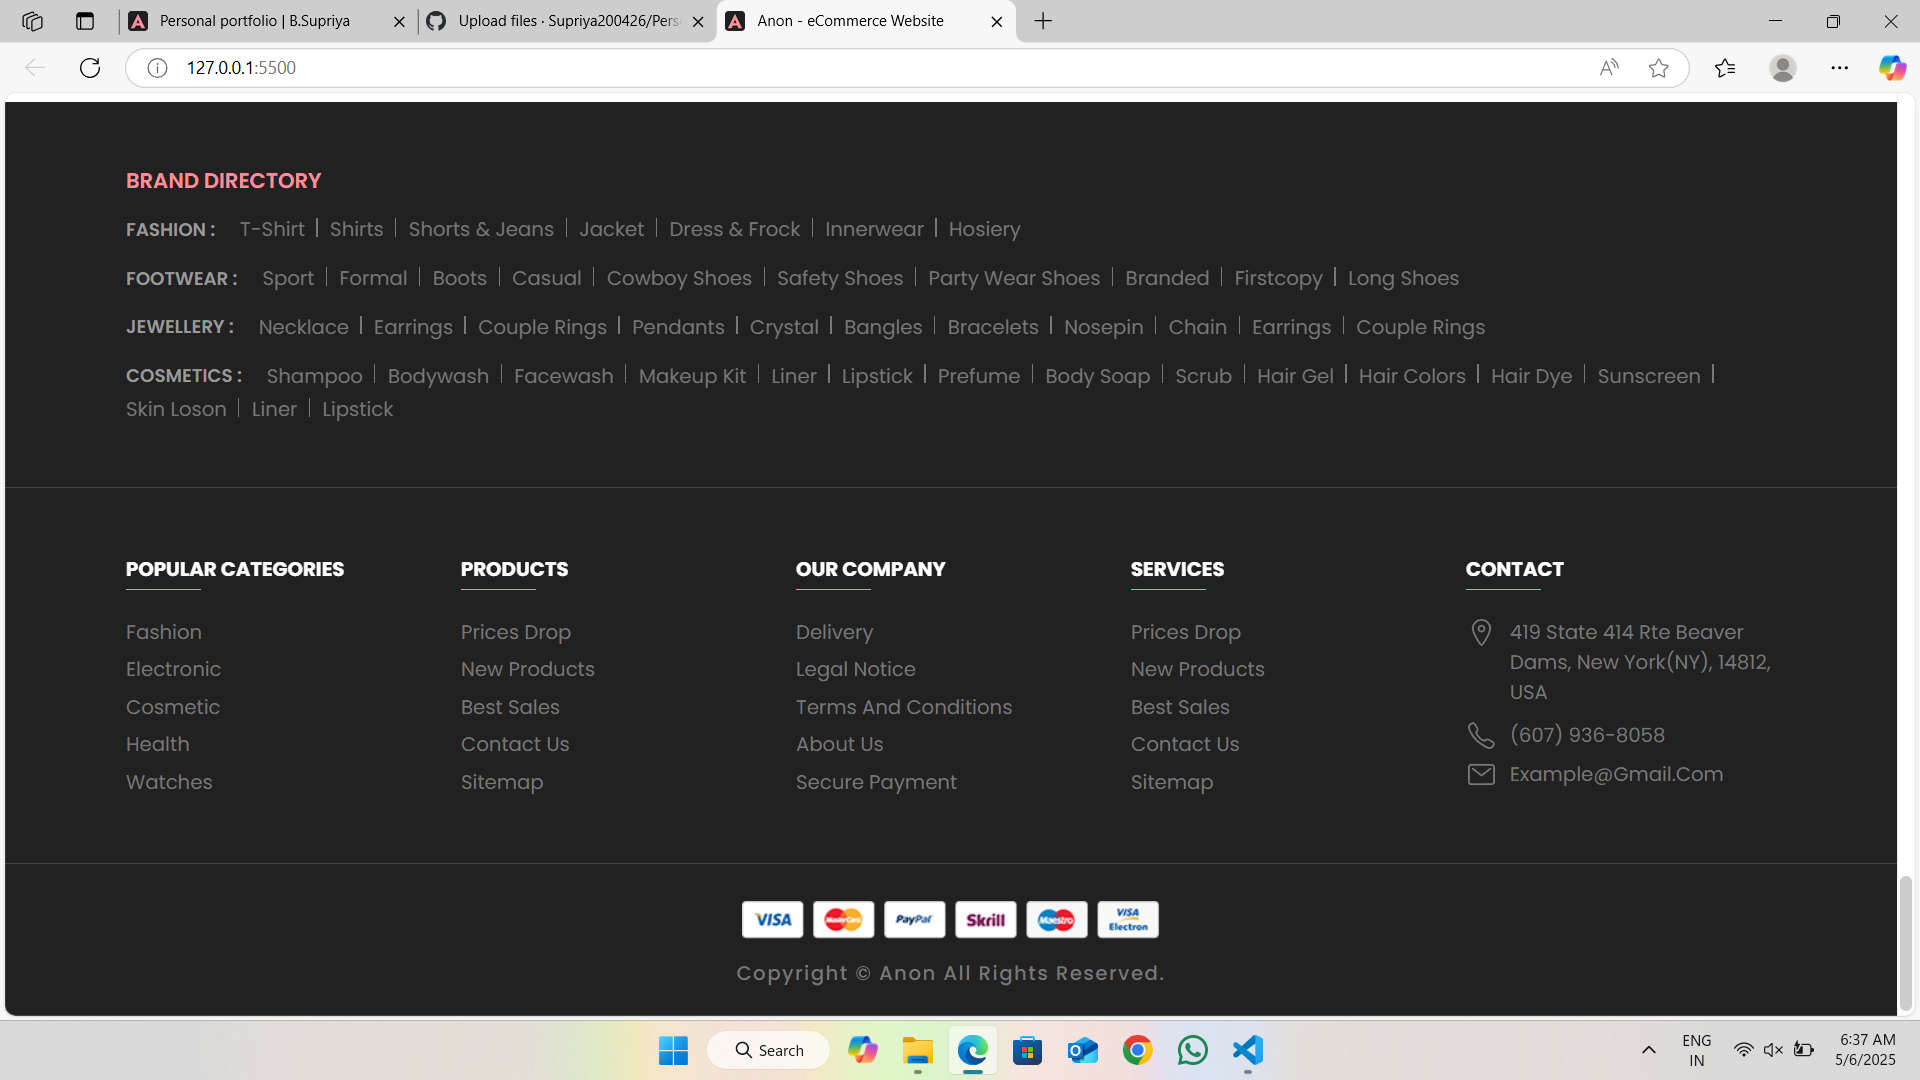 Personal portfolio | B.Supriya
Upload files · Supriya200426/Pers
Anon - eCommerce Website
127.0.0.1:5500
BRAND DIRECTORY
FASHION : T-Shirt | Shirts | Shorts & Jeans | Jacket | Dress & Frock | Innerwear | Hosiery
FOOTWEAR : Sport | Formal | Boots | Casual | Cowboy Shoes | Safety Shoes | Party Wear Shoes | Branded | Firstcopy | Long Shoes
JEWELLERY : Necklace | Earrings | Couple Rings | Pendants | Crystal | Bangles | Bracelets | Nosepin | Chain | Earrings | Couple Rings
COSMETICS : Shampoo | Bodywash | Facewash | Makeup Kit | Liner | Lipstick | Prefume | Body Soap | Scrub | Hair Gel | Hair Colors | Hair Dye | Sunscreen |
Skin Loson | Liner | Lipstick
POPULAR CATEGORIES
Fashion
Electronic
Cosmetic
Health
Watches
PRODUCTS
Prices Drop
New Products
Best Sales
Contact Us
Sitemap
OUR COMPANY
Delivery
Legal Notice
Terms And Conditions
About Us
Secure Payment
SERVICES
Prices Drop
New Products
Best Sales
Contact Us
Sitemap
CONTACT
419 State 414 Rte Beaver
Dams, New York(NY), 14812,
USA
(607) 936-8058
Example@Gmail.Com
VISA
MasterCard
PayPal
Skrill
Maestro
VISA
Electron
Copyright © Anon All Rights Reserved.
Search
ENG
IN
6:37 AM
5/6/2025